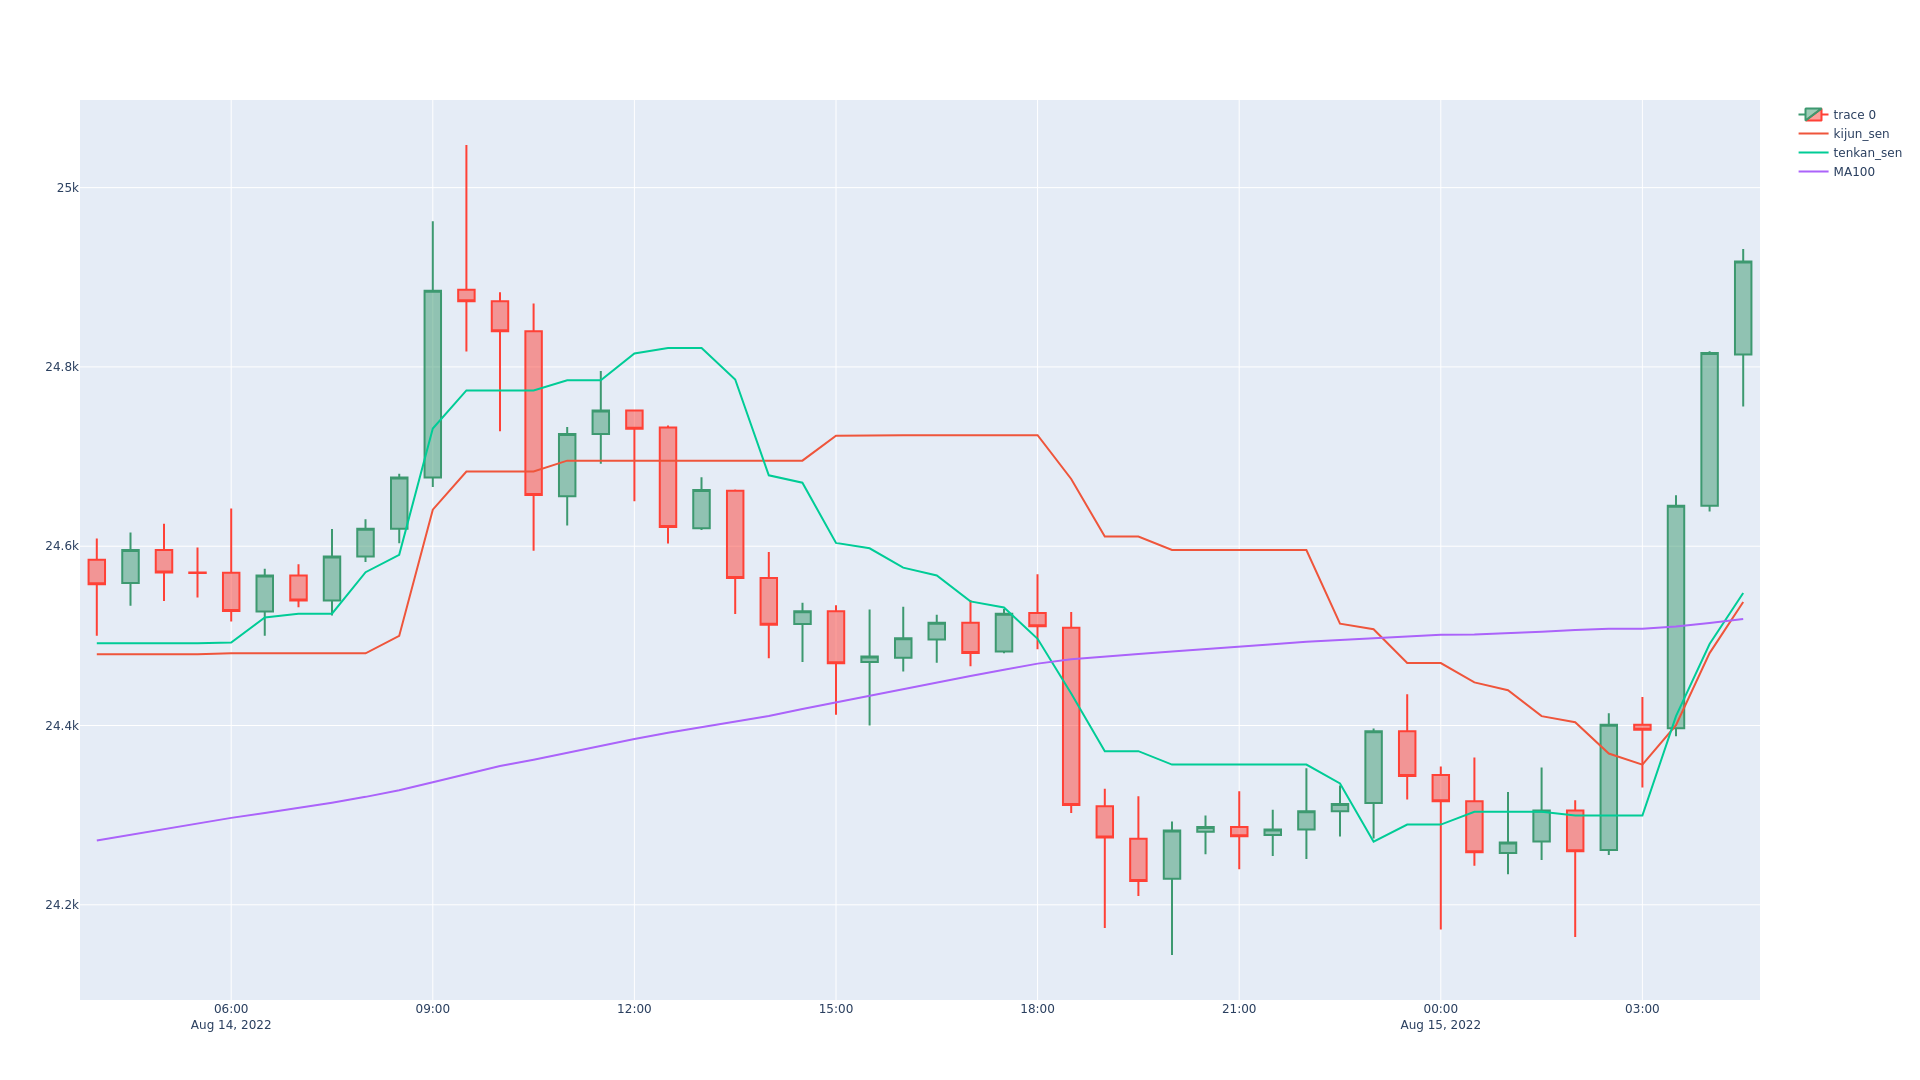 trace 0
kijun_sen
tenkan_sen
MA100
25k
24.8k
24.6k
24.4k
24.2k
06:00
Aug 14, 2022
09:00
12:00
15:00
18:00
21:00
00:00
Aug 15, 2022
03:00